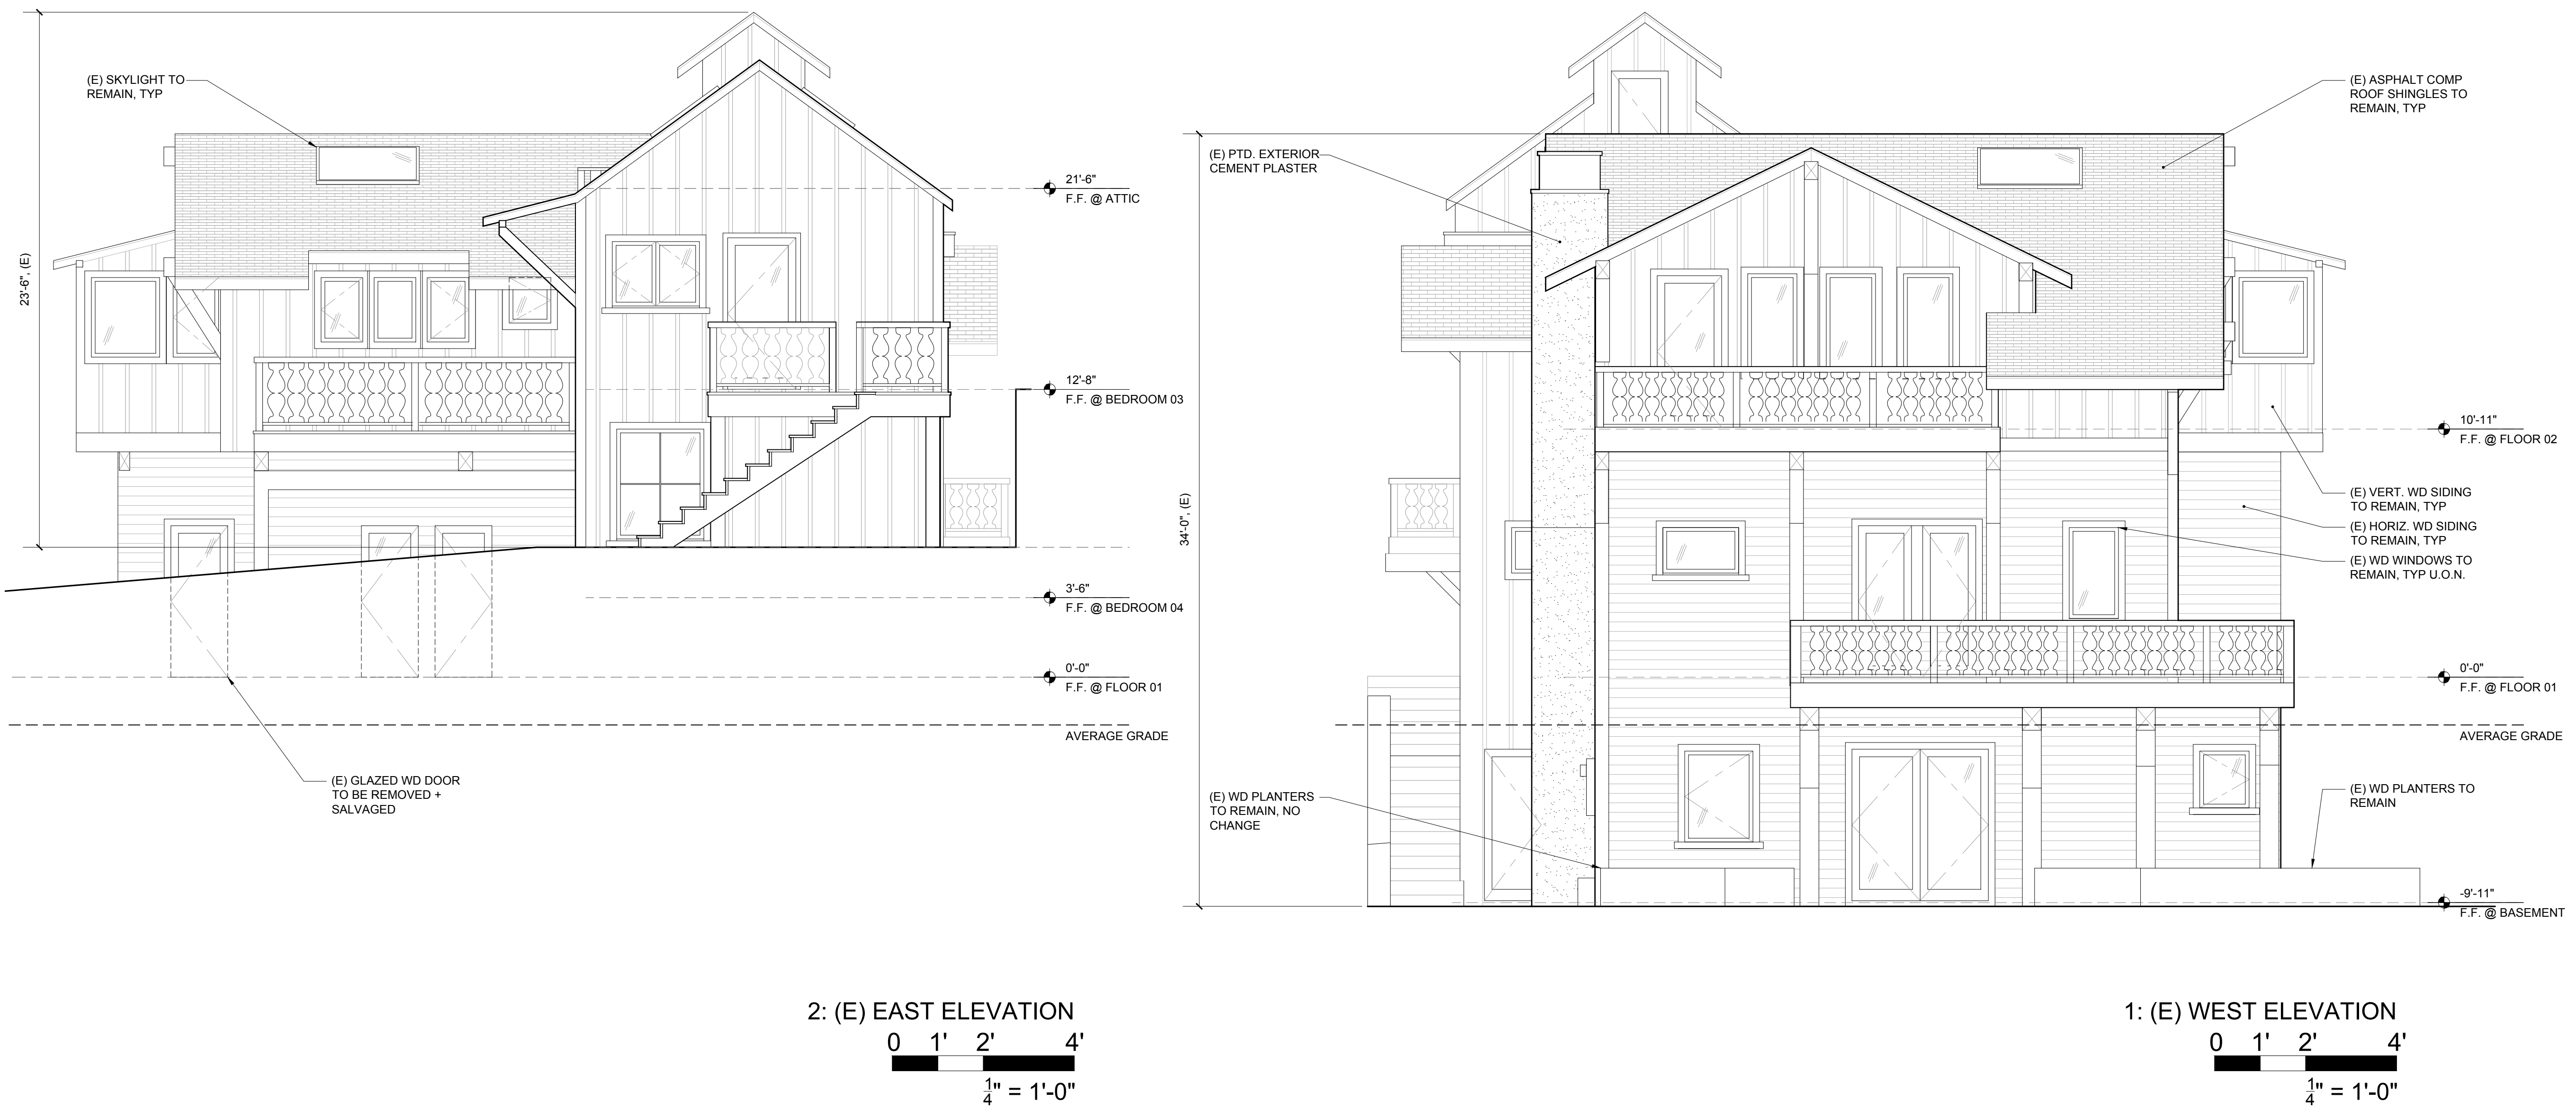 (E) SKYLIGHT TO
REMAIN, TYP
23'-6", (E)
21'-6"
F.F. @ ATTIC
12'-8"
F.F. @ BEDROOM 03
3'-6"
F.F. @ BEDROOM 04
0'-0"
F.F. @ FLOOR 01
AVERAGE GRADE
(E) GLAZED WD DOOR
TO BE REMOVED +
SALVAGED
2: (E) EAST ELEVATION
0 1' 2' 4'
1/4" = 1'-0"
(E) PTD. EXTERIOR
CEMENT PLASTER
34'-0", (E)
(E) WD PLANTERS
TO REMAIN, NO
CHANGE
(E) ASPHALT COMP
ROOF SHINGLES TO
REMAIN, TYP
10'-11"
F.F. @ FLOOR 02
(E) VERT. WD SIDING
TO REMAIN, TYP
(E) HORIZ. WD SIDING
TO REMAIN, TYP
(E) WD WINDOWS TO
REMAIN, TYP U.O.N.
0'-0"
F.F. @ FLOOR 01
AVERAGE GRADE
(E) WD PLANTERS TO
REMAIN
-9'-11"
F.F. @ BASEMENT
1: (E) WEST ELEVATION
0 1' 2' 4'
1/4" = 1'-0"